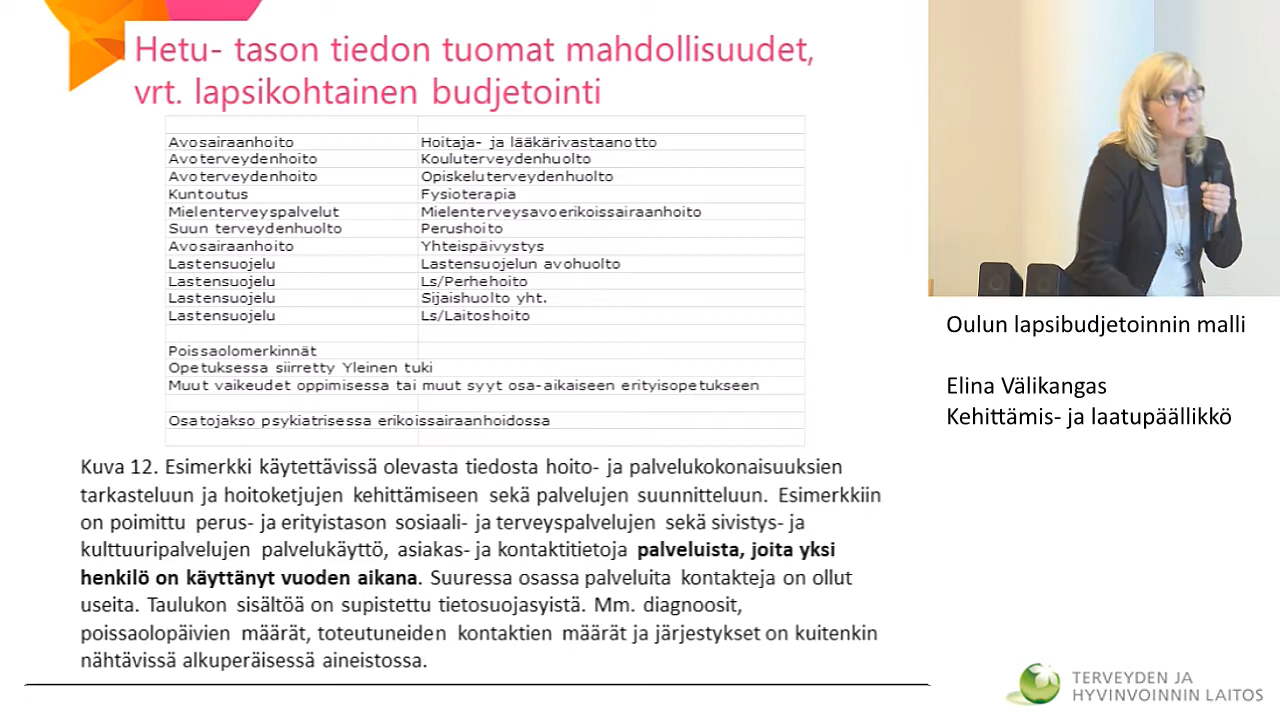 Hetu- tason tiedon tuomat mahdollisuudet,
vrt. lapsikohtainen budjetointi
Avosairaanhoito Hoitaja- ja lääkärivastaanotto
Avoterveydenhoito Kouluterveydenhuolto
Avoterveydenhoito Opiskeluterveydenhuolto
Kuntoutus Fysioterapia
Mielenterveyspalvelut Mielenterveysavoerikoissairaanhoito
Suun terveydenhuolto Perushoito
Avosairaanhoito Yhteispäivystys
Lastensuojelu Lastensuojelun avohuolto
Lastensuojelu Ls/Perhehoito
Lastensuojelu Sijaishuolto yht.
Lastensuojelu Ls/Laitoshoito
Poissaolomerkinnät
Opetuksessa siirretty Yleinen tuki
Muut vaikeudet oppimisessa tai muut syyt osa-aikaiseen erityisopetukseen
Osatojakso psykiatrisessa erikoissairaanhoidossa
Kuva 12. Esimerkki käytettävissä olevasta tiedosta hoito- ja palvelukokonaisuuksien
tarkasteluun ja hoitoketjujen kehittämiseen sekä palvelujen suunnitteluun. Esimerkkiin
on poimittu perus- ja erityistason sosiaali- ja terveyspalvelujen sekä sivistys- ja
kulttuuripalvelujen palvelukäyttö, asiakas- ja kontaktitietoja palveluista, joita yksi
henkilö on käyttänyt vuoden aikana. Suuressa osassa palveluita kontakteja on ollut
useita. Taulukon sisältöä on supistettu tietosuojasyistä. Mm. diagnoosit,
poissaolopäivien määrät, toteutuneiden kontaktien määrät ja järjestykset on kuitenkin
nähtävissä alkuperäisessä aineistossa.
Oulun lapsibudjetoinnin malli
Elina Välikangas
Kehittämis- ja laatupäällikkö
TERVEYDEN JA
HYVINVOINNIN LAITOS